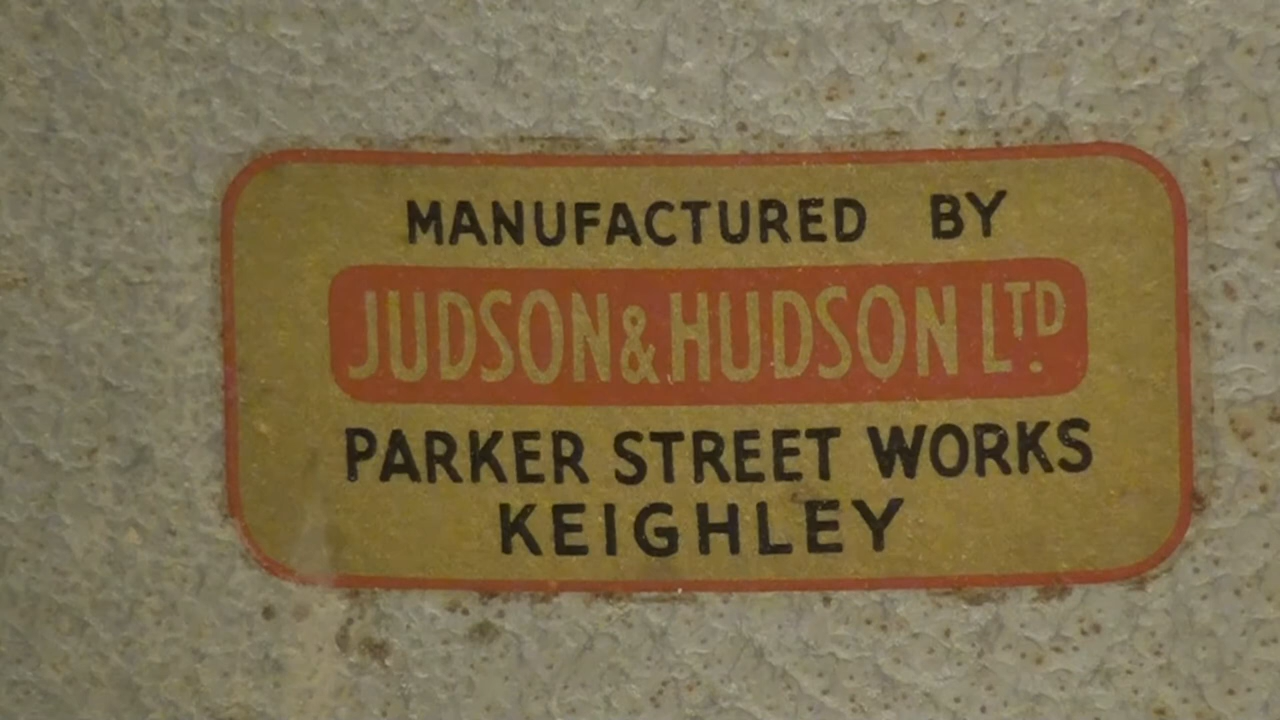 MANUFACTURED BY
JUDSON & HUDSON LTD.
PARKER STREET WORKS
KEIGHLEY